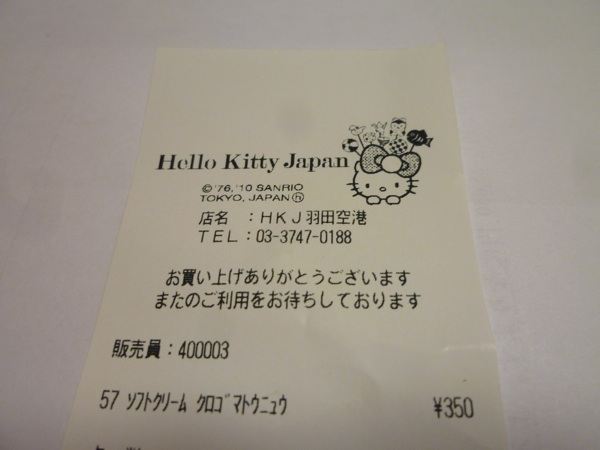 Hello Kitty Japan
©'76,'10 SANRIO
TOKYO, JAPAN ⓗ
店名 :HKJ羽田空港
TEL:03-3747-0188
お買い上げありがとうございます
またのご利用をお待ちしております
販売員:400003
57 ソフトクリーム クロゴマトウニュウ ¥350